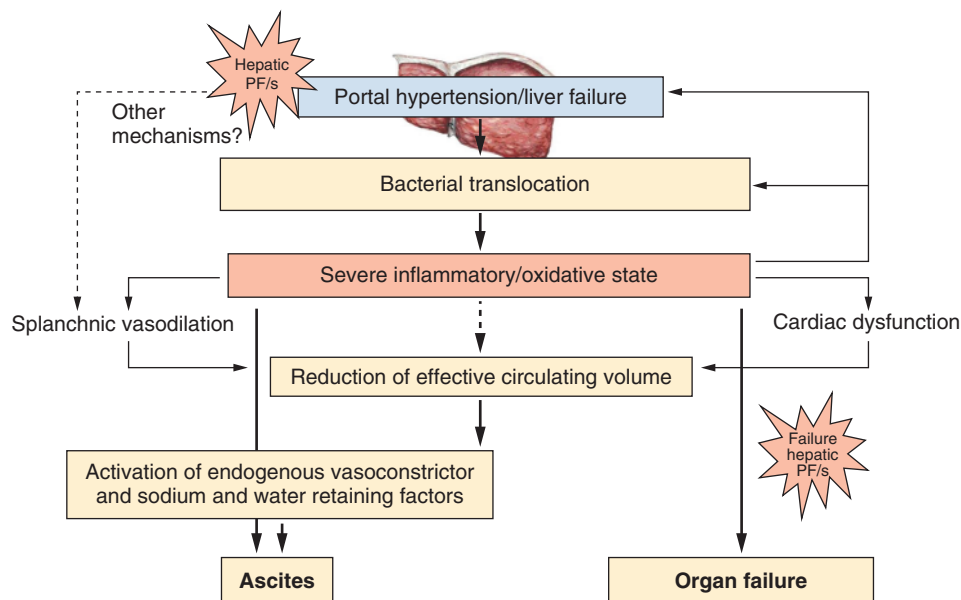 Hepatic
PF/s
Portal hypertension/liver failure
Other
mechanisms?
Bacterial translocation
Severe inflammatory/oxidative state
Splanchnic vasodilation
Cardiac dysfunction
Reduction of effective circulating volume
Failure
hepatic
PF/s
Activation of endogenous vasoconstrictor
and sodium and water retaining factors
Ascites
Organ failure